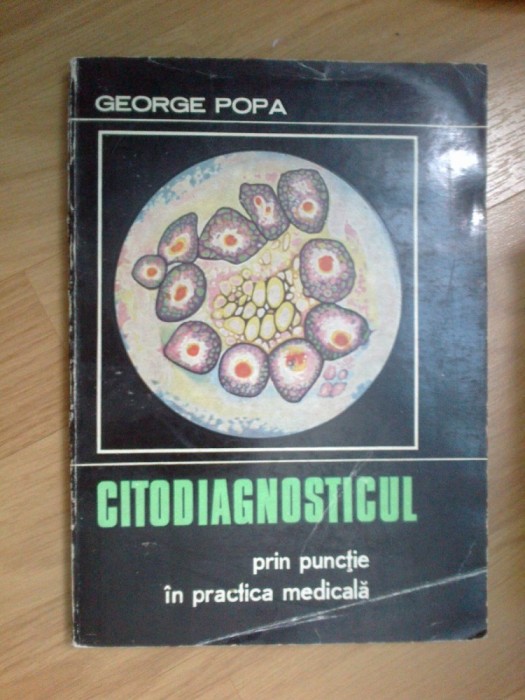 GEORGE POPA
CITODIAGNOSTICUL
prin puncție
în practica medicală